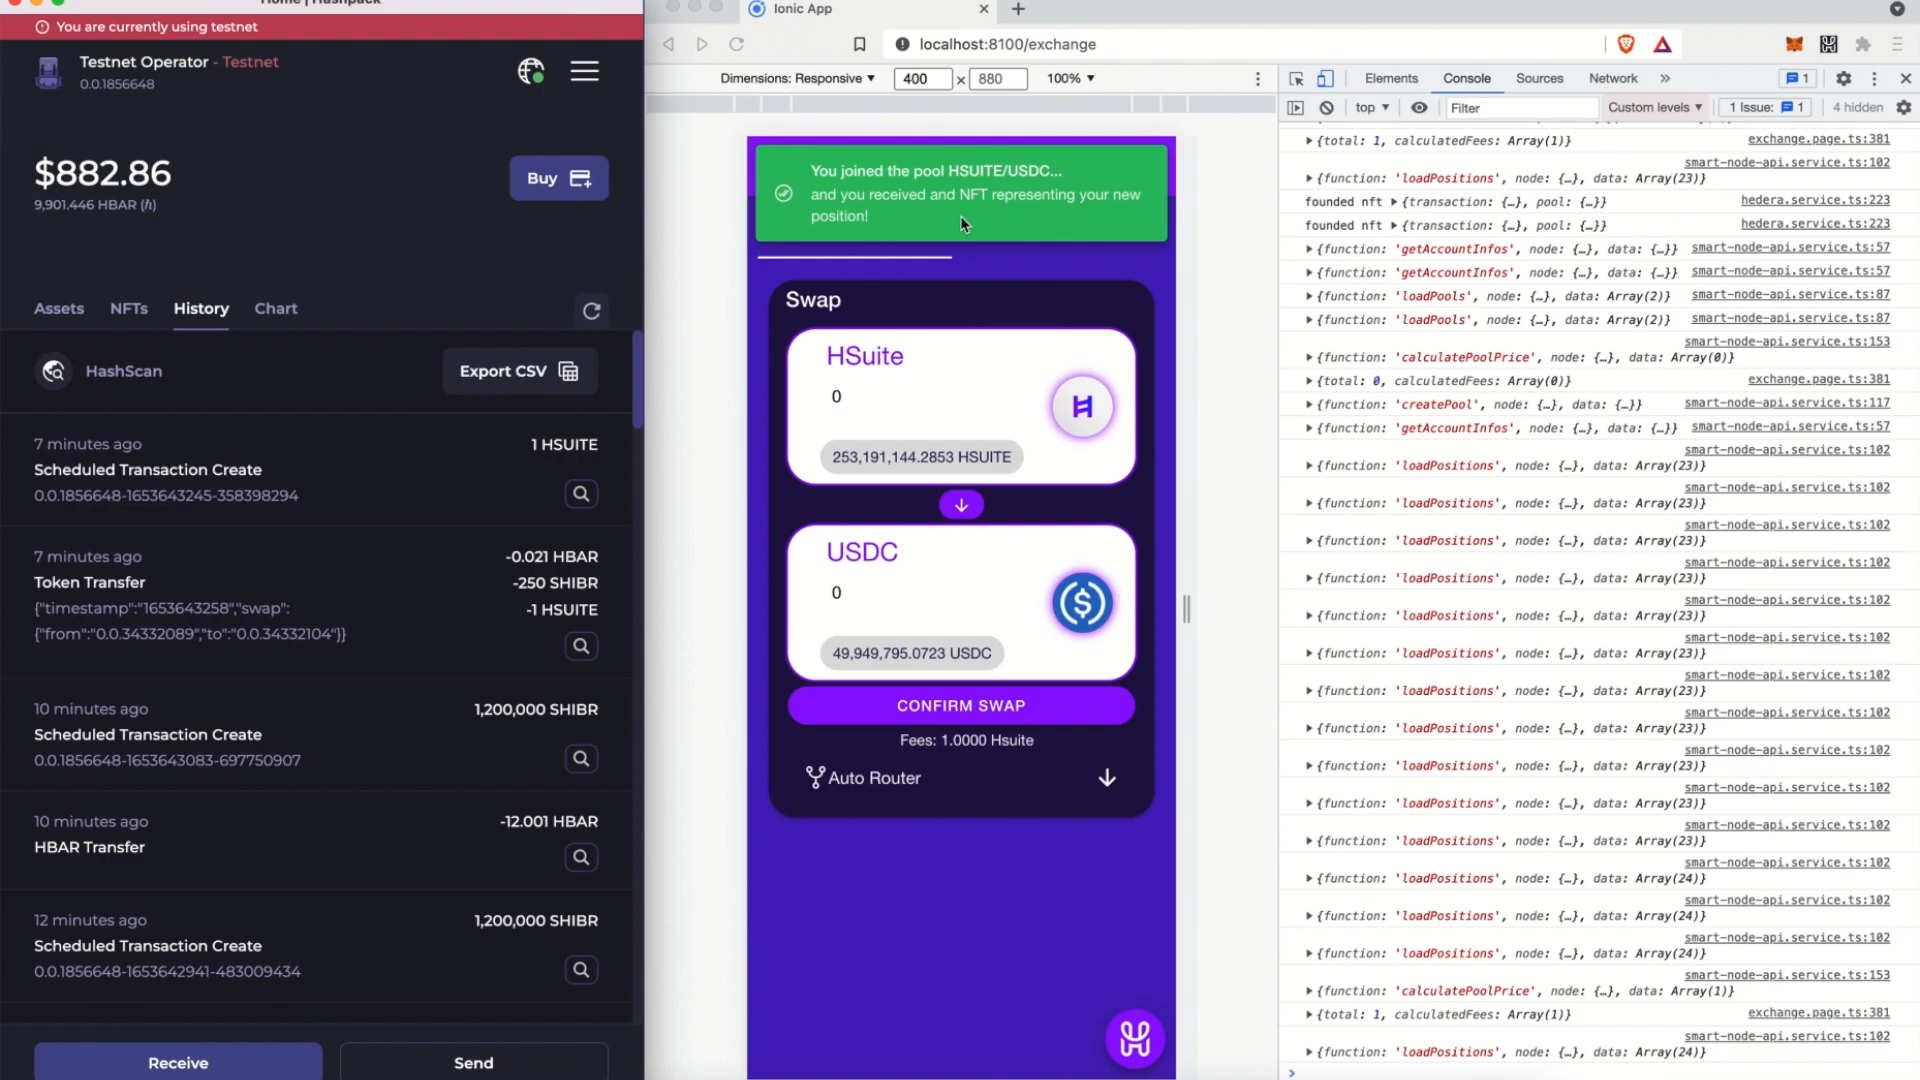 Home | Hashpack
You are currently using testnet
Testnet Operator - Testnet
0.0.1856648
$882.86
9,901.446 HBAR (ℏ)
Buy
Assets
NFTs
History
Chart
HashScan
Export CSV
7 minutes ago
1 HSUITE
Scheduled Transaction Create
0.0.1856648-1653643245-358398294
7 minutes ago
-0.021 HBAR
Token Transfer
-250 SHIBR
{"timestamp":"1653643258","swap":
-1 HSUITE
{"from":"0.0.34332089","to":"0.0.34332104"}}
10 minutes ago
1,200,000 SHIBR
Scheduled Transaction Create
0.0.1856648-1653643083-697750907
10 minutes ago
-12.001 HBAR
HBAR Transfer
12 minutes ago
1,200,000 SHIBR
Scheduled Transaction Create
0.0.1856648-1653642941-483009434
Receive
Send
Ionic App
localhost:8100/exchange
Dimensions: Responsive
400 × 880
100%
You joined the pool HSUITE/USDC...
and you received and NFT representing your new
position!
Swap
HSuite
0
253,191,144.2853 HSUITE
USDC
0
49,949,795.0723 USDC
CONFIRM SWAP
Fees: 1.0000 Hsuite
Auto Router
Elements
Console
Sources
Network
1
top
Filter
Custom levels
1 Issue: 1
4 hidden
{total: 1, calculatedFees: Array(1)} exchange.page.ts:381
smart-node-api.service.ts:102
{function: 'loadPositions', node: {…}, data: Array(23)}
founded nft {transaction: {…}, pool: {…}} hedera.service.ts:223
founded nft {transaction: {…}, pool: {…}} hedera.service.ts:223
{function: 'getAccountInfos', node: {…}, data: {…}} smart-node-api.service.ts:57
{function: 'getAccountInfos', node: {…}, data: {…}} smart-node-api.service.ts:57
{function: 'loadPools', node: {…}, data: Array(2)} smart-node-api.service.ts:87
{function: 'loadPools', node: {…}, data: Array(2)} smart-node-api.service.ts:87
smart-node-api.service.ts:153
{function: 'calculatePoolPrice', node: {…}, data: Array(0)}
{total: 0, calculatedFees: Array(0)} exchange.page.ts:381
{function: 'createPool', node: {…}, data: {…}} smart-node-api.service.ts:117
{function: 'getAccountInfos', node: {…}, data: {…}} smart-node-api.service.ts:57
smart-node-api.service.ts:102
{function: 'loadPositions', node: {…}, data: Array(23)}
smart-node-api.service.ts:102
{function: 'loadPositions', node: {…}, data: Array(23)}
smart-node-api.service.ts:102
{function: 'loadPositions', node: {…}, data: Array(23)}
smart-node-api.service.ts:102
{function: 'loadPositions', node: {…}, data: Array(23)}
smart-node-api.service.ts:102
{function: 'loadPositions', node: {…}, data: Array(23)}
smart-node-api.service.ts:102
{function: 'loadPositions', node: {…}, data: Array(23)}
smart-node-api.service.ts:102
{function: 'loadPositions', node: {…}, data: Array(23)}
smart-node-api.service.ts:102
{function: 'loadPositions', node: {…}, data: Array(23)}
smart-node-api.service.ts:102
{function: 'loadPositions', node: {…}, data: Array(23)}
smart-node-api.service.ts:102
{function: 'loadPositions', node: {…}, data: Array(23)}
smart-node-api.service.ts:102
{function: 'loadPositions', node: {…}, data: Array(23)}
smart-node-api.service.ts:102
{function: 'loadPositions', node: {…}, data: Array(24)}
smart-node-api.service.ts:102
{function: 'loadPositions', node: {…}, data: Array(24)}
smart-node-api.service.ts:102
{function: 'loadPositions', node: {…}, data: Array(24)}
smart-node-api.service.ts:153
{function: 'calculatePoolPrice', node: {…}, data: Array(1)}
{total: 1, calculatedFees: Array(1)} exchange.page.ts:381
smart-node-api.service.ts:102
{function: 'loadPositions', node: {…}, data: Array(24)}